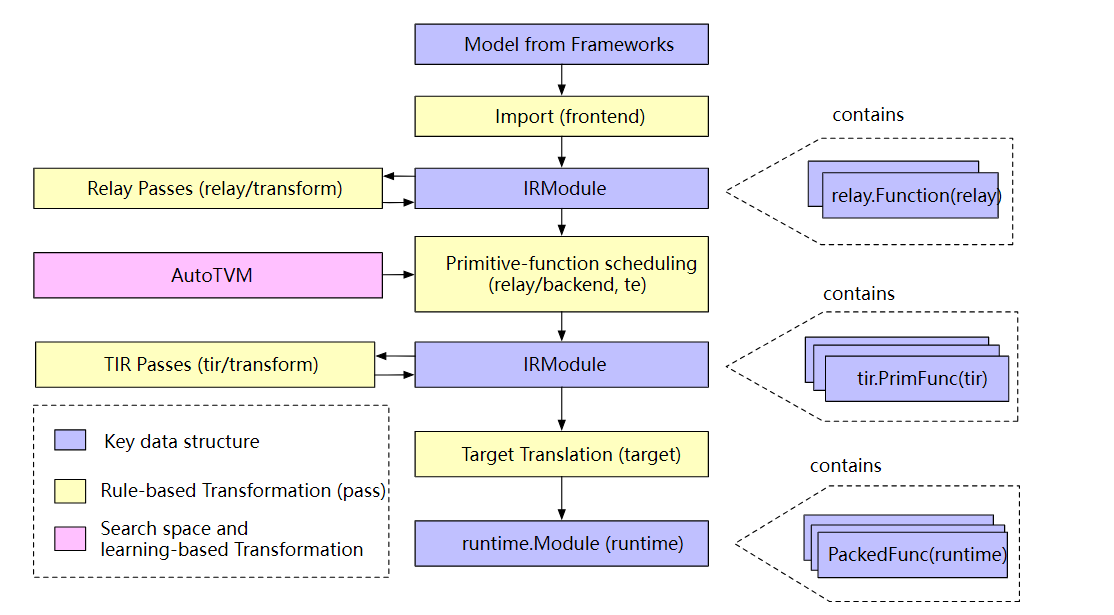 Model from Frameworks
Import (frontend)
contains
Relay Passes (relay/transform)
IRModule
relay.Function(relay)
AutoTVM
Primitive-function scheduling
(relay/backend, te)
contains
TIR Passes (tir/transform)
IRModule
tir.PrimFunc(tir)
Key data structure
Target Translation (target)
contains
Rule-based Transformation (pass)
Search space and
learning-based Transformation
runtime.Module (runtime)
PackedFunc(runtime)